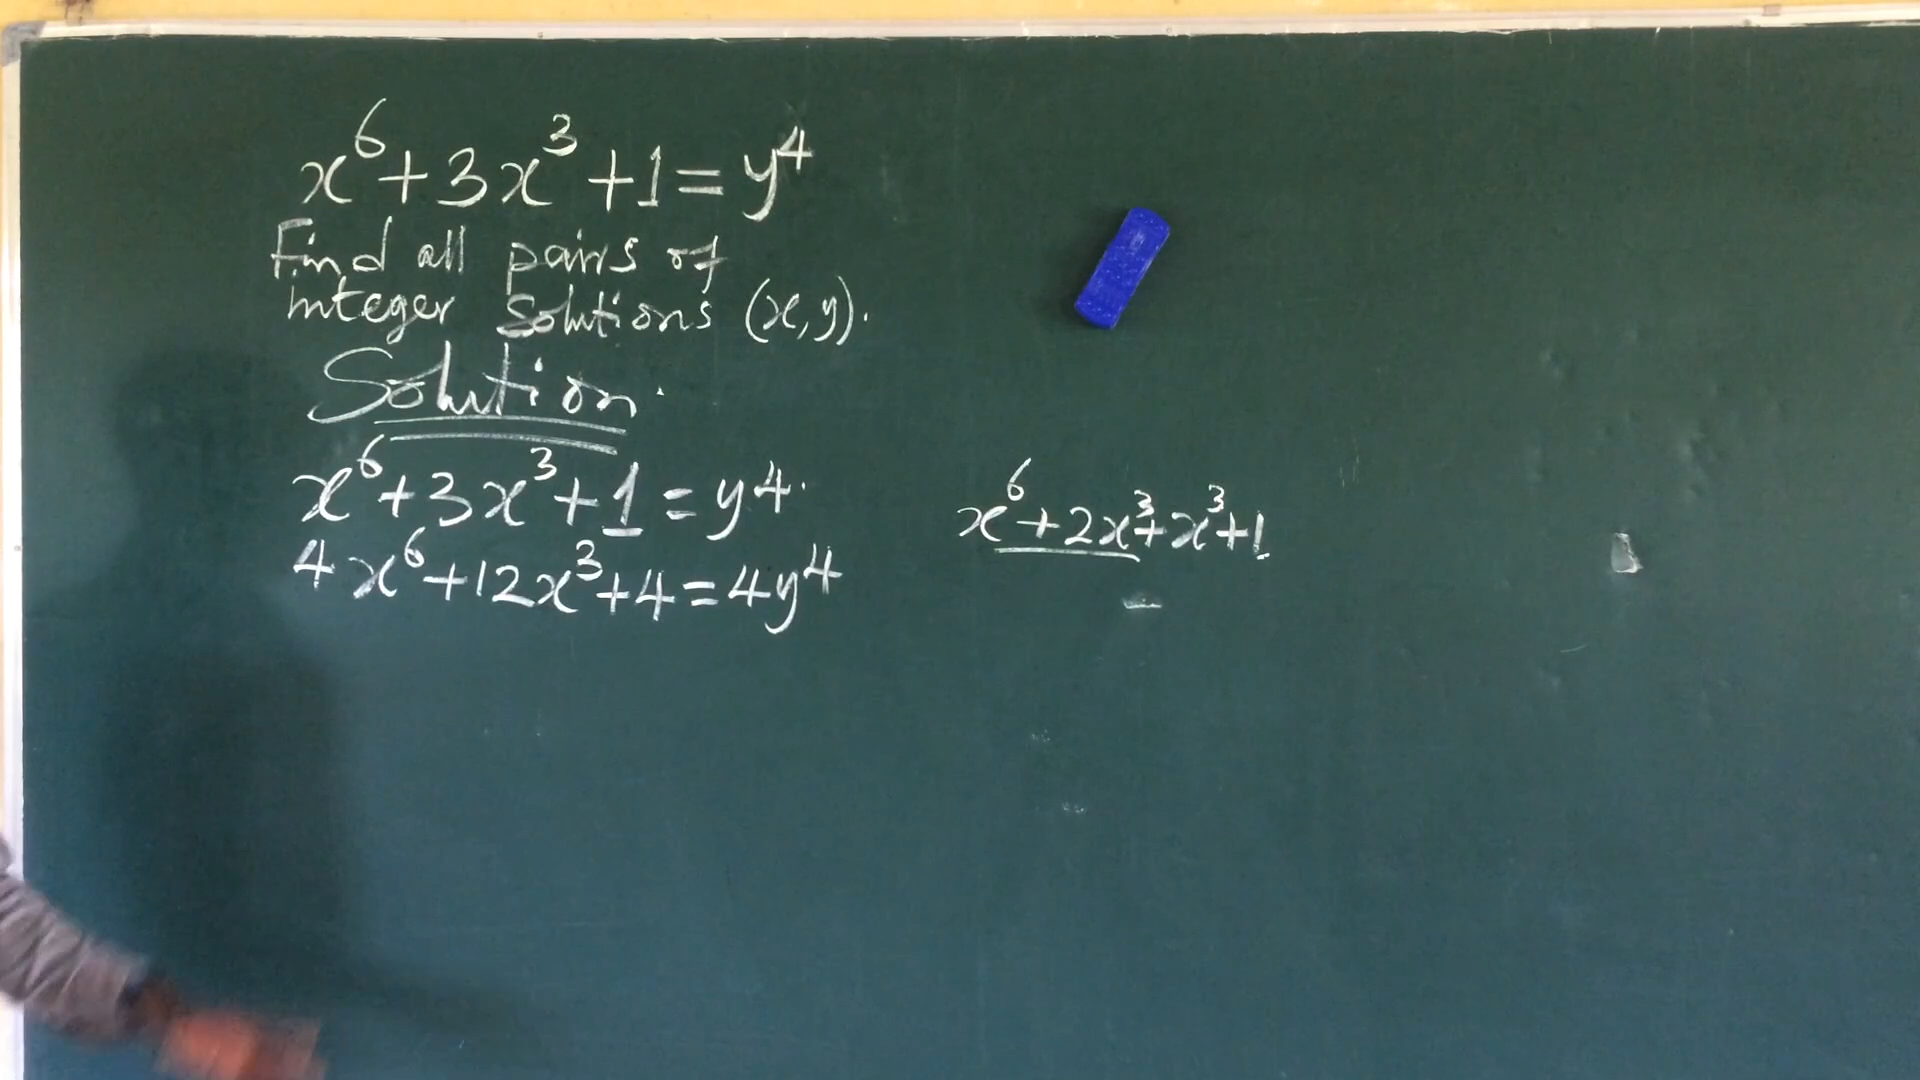 x⁶+3x³+1=y⁴
Find all pairs of
integer solutions (x,y).
Solution.
x⁶+3x³+1=y⁴.
4x⁶+12x³+4=4y⁴
x⁶+2x³+x³+1